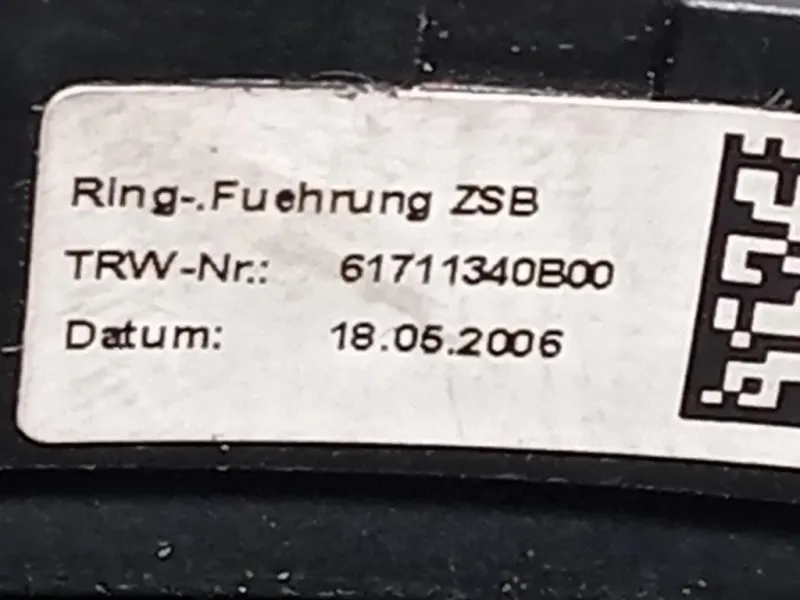 Ring-.Fuehrung ZSB
TRW-Nr.: 61711340B00
Datum: 18.05.2006